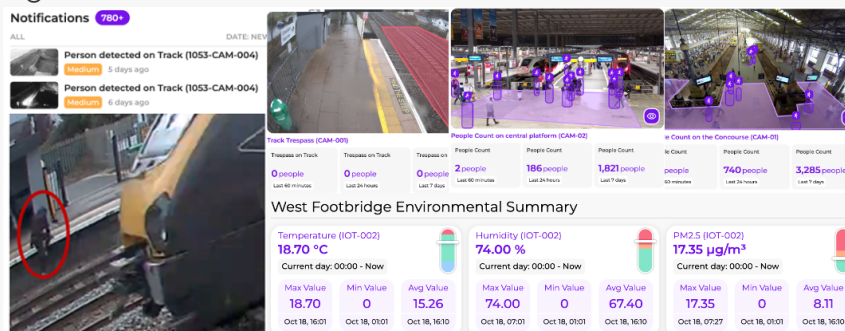 Notifications 780+
ALL DATE: NEW
Person detected on Track (1053-CAM-004)
Medium 5 days ago
Person detected on Track (1053-CAM-004)
Medium 6 days ago
Track Trespass (CAM-001)
Trespass on Track Trespass on Track Trespass on
0 people 0 people 0 people
Last 60 minutes Last 24 hours Last 7 days
People Count on central platform (CAM-02)
People Count People Count People Count
2 people 186 people 1,821 people
Last 60 minutes Last 24 hours Last 7 days
e Count on the Concourse (CAM-01)
le Count People Count People Count
people 740 people 3,285 people
60 minutes Last 24 hours Last 7 days
West Footbridge Environmental Summary
Temperature (IOT-002)
18.70 °C
Current day: 00:00 - Now
Max Value Min Value Avg Value
18.70 0 15.26
Oct 18, 16:01 Oct 18, 01:01 Oct 18, 16:10
Humidity (IOT-002)
74.00 %
Current day: 00:00 - Now
Max Value Min Value Avg Value
74.00 0 67.40
Oct 18, 07:01 Oct 18, 01:01 Oct 18, 16:10
PM2.5 (IOT-002)
17.35 µg/m³
Current day: 00:00 - Now
Max Value Min Value Avg Value
17.35 0 8.11
Oct 18, 07:27 Oct 18, 01:01 Oct 18, 16:10